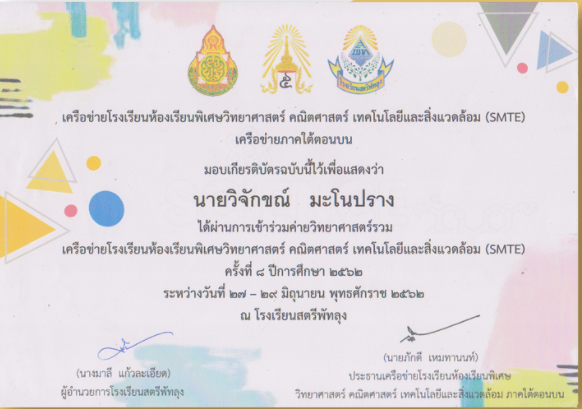 เครือข่ายโรงเรียนห้องเรียนพิเศษวิทยาศาสตร์ คณิตศาสตร์ เทคโนโลยีและสิ่งแวดล้อม (SMTE)
เครือข่ายภาคใต้ตอนบน
มอบเกียรติบัตรฉบับนี้ไว้เพื่อแสดงว่า
นายวิจักขณ์ มะโนปราง
ได้ผ่านการเข้าร่วมค่ายวิทยาศาสตร์รวม
เครือข่ายโรงเรียนห้องเรียนพิเศษวิทยาศาสตร์ คณิตศาสตร์ เทคโนโลยีและสิ่งแวดล้อม (SMTE)
ครั้งที่ ๘ ปีการศึกษา ๒๕๖๒
ระหว่างวันที่ ๒๗ – ๒๙ มิถุนายน พุทธศักราช ๒๕๖๒
ณ โรงเรียนสตรีพัทลุง
(นางมาลี แก้วละเอียด)
ผู้อำนวยการโรงเรียนสตรีพัทลุง
(นายภักดี เหมทานนท์)
ประธานเครือข่ายโรงเรียนห้องเรียนพิเศษ
วิทยาศาสตร์ คณิตศาสตร์ เทคโนโลยีและสิ่งแวดล้อม ภาคใต้ตอนบน